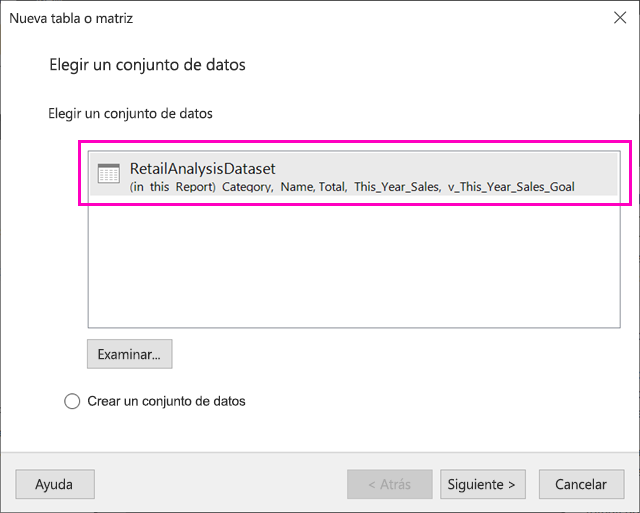 Nueva tabla o matriz
Elegir un conjunto de datos
Elegir un conjunto de datos
RetailAnalysisDataset
(in this Report) Category, Name, Total, This_Year_Sales, v_This_Year_Sales_Goal
Examinar...
Crear un conjunto de datos
Ayuda
< Atrás
Siguiente >
Cancelar